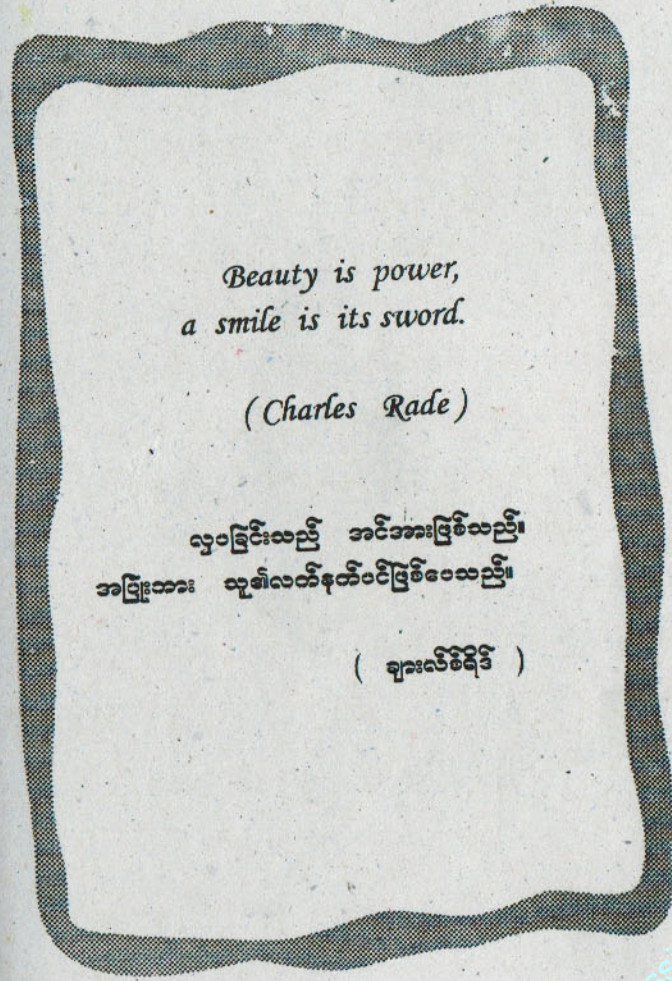 Beauty is power,
a smile is its sword.
(Charles Rade)
လှပခြင်းသည် အင်အားဖြစ်သည်။
အပြုံးကား သူ၏လက်နက်ပင်ဖြစ်ပေသည်။
( ချားလ်စ်ရိဒ် )